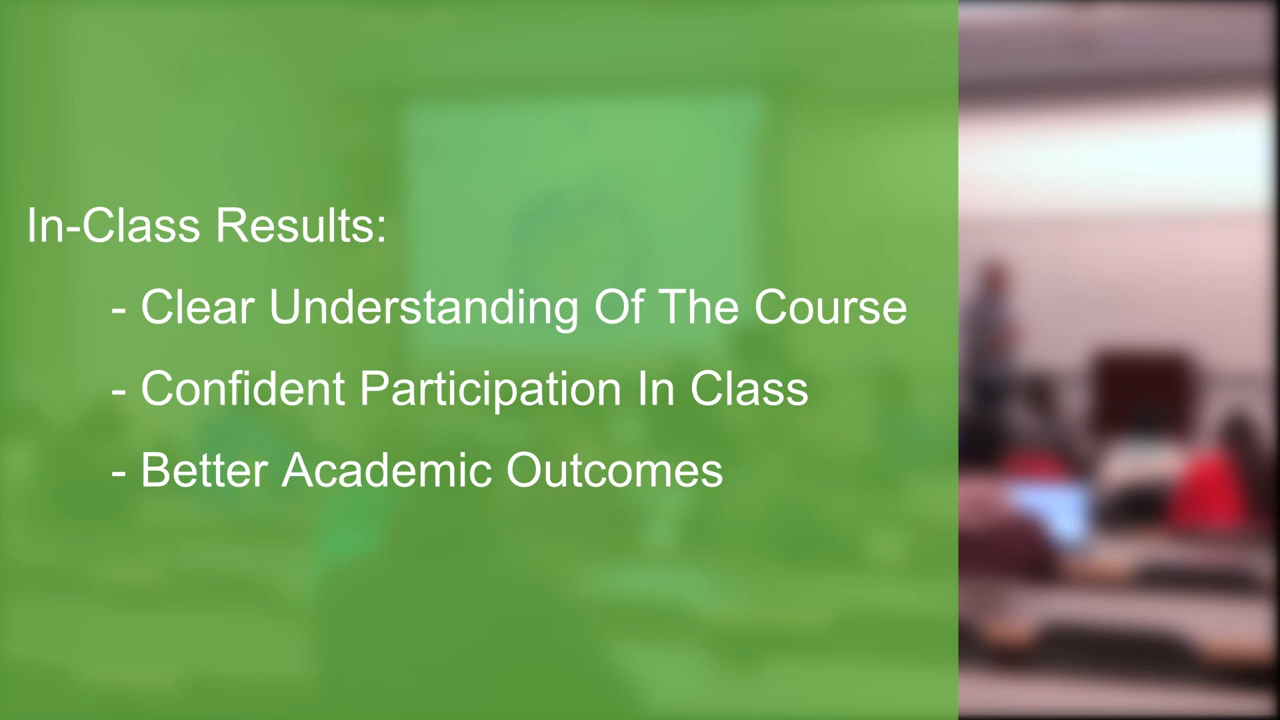 In-Class Results:
- Clear Understanding Of The Course
- Confident Participation In Class
- Better Academic Outcomes